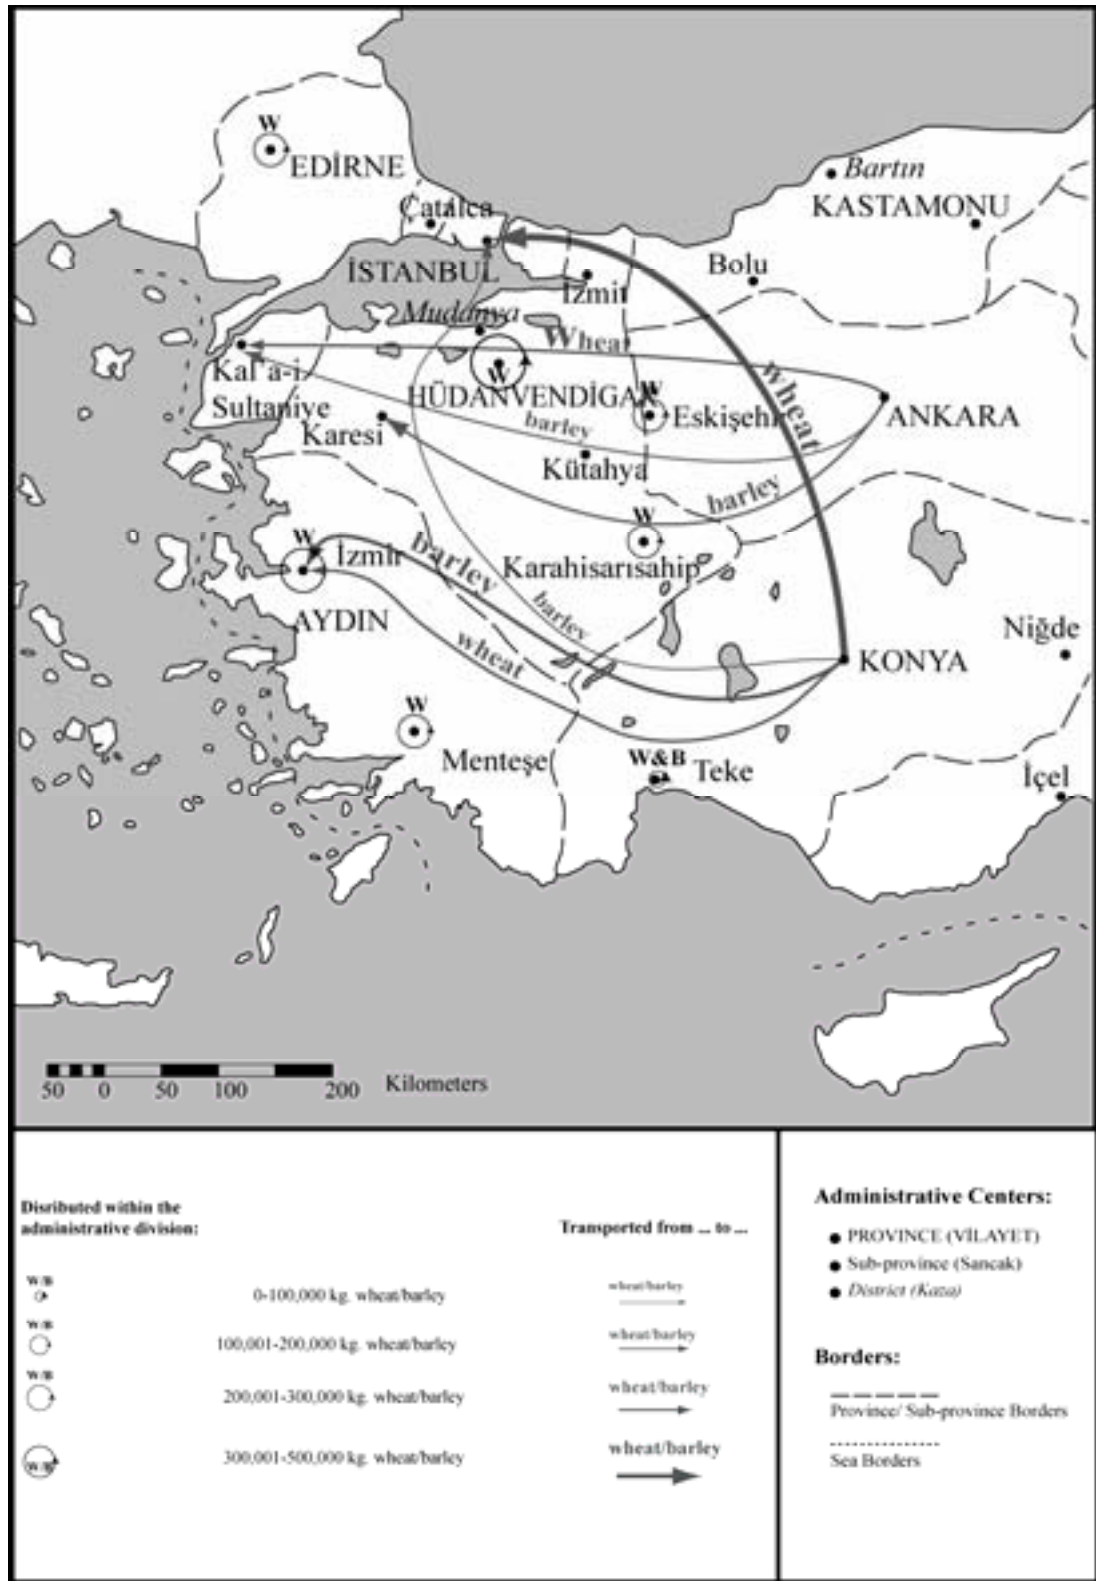 W
EDİRNE
Bartın
KASTAMONU
Çatalca
İSTANBUL
İzmit
Bolu
Mudanya
Wheat
Kal'a-i
Sultaniye
W
HÜDANVENDİGAR
W
Eskişehir
wheat
ANKARA
Karesi
barley
Kütahya
barley
W
W
İzmir
barley
Karahisarısahip
AYDIN
barley
wheat
Niğde
KONYA
W
Menteşe
W&B
Teke
İçel
50 0 50 100 200 Kilometers
Disributed within the
administrative division:
Transported from ... to ...
W/B
0-100,000 kg. wheat/barley
wheat/barley
W/B
100,001-200,000 kg. wheat/barley
wheat/barley
W/B
200,001-300,000 kg. wheat/barley
wheat/barley
W/B
300,001-500,000 kg. wheat/barley
wheat/barley
Administrative Centers:
PROVINCE (VİLAYET)
Sub-province (Sancak)
District (Kaza)
Borders:
Province/ Sub-province Borders
Sea Borders